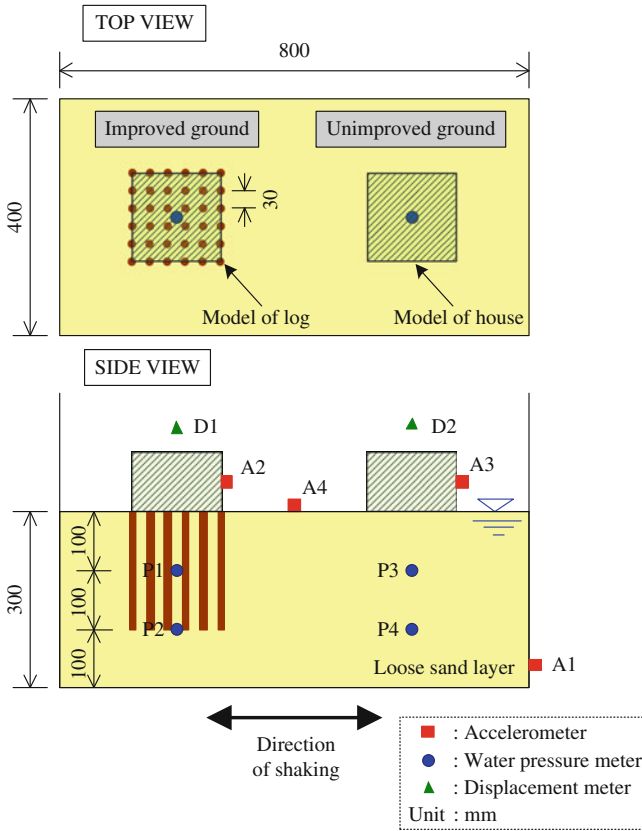 TOP VIEW
800
400
Improved ground
Unimproved ground
30
Model of log
Model of house
SIDE VIEW
D1
D2
A2
A3
A4
300
100
100
100
P1
P3
P2
P4
Loose sand layer
A1
Direction
of shaking
: Accelerometer
: Water pressure meter
: Displacement meter
Unit : mm